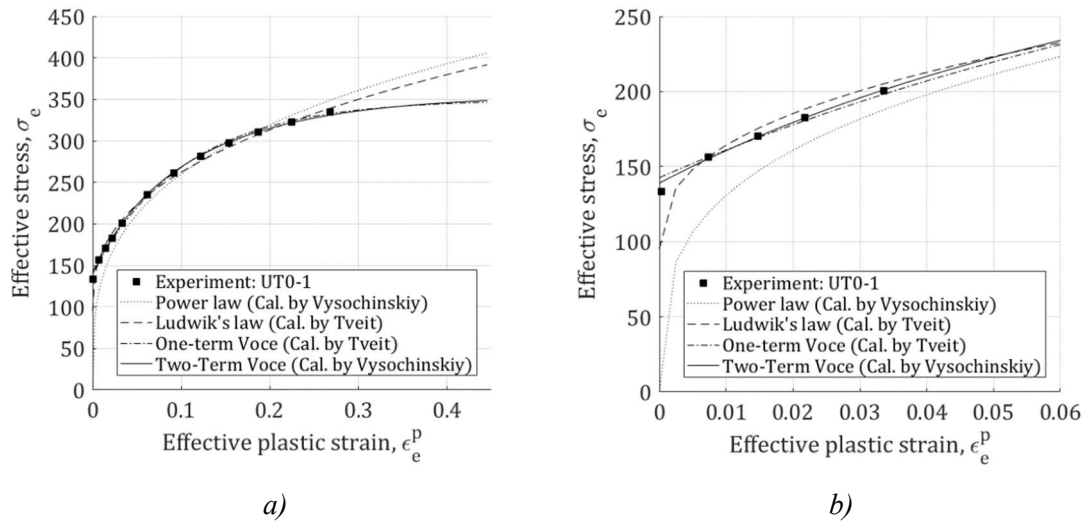 450
400
350
300
250
200
150
100
50
0
Effective stress, σe
Experiment: UT0-1
Power law (Cal. by Vysochinskiy)
Ludwik's law (Cal. by Tveit)
One-term Voce (Cal. by Tveit)
Two-Term Voce (Cal. by Vysochinskiy)
0 0.1 0.2 0.3 0.4
Effective plastic strain, ϵ^p_e
a)
250
200
150
100
50
0
Effective stress, σe
Experiment: UT0-1
Power law (Cal. by Vysochinskiy)
Ludwik's law (Cal. by Tveit)
One-term Voce (Cal. by Tveit)
Two-Term Voce (Cal. by Vysochinskiy)
0 0.01 0.02 0.03 0.04 0.05 0.06
Effective plastic strain, ϵ^p_e
b)